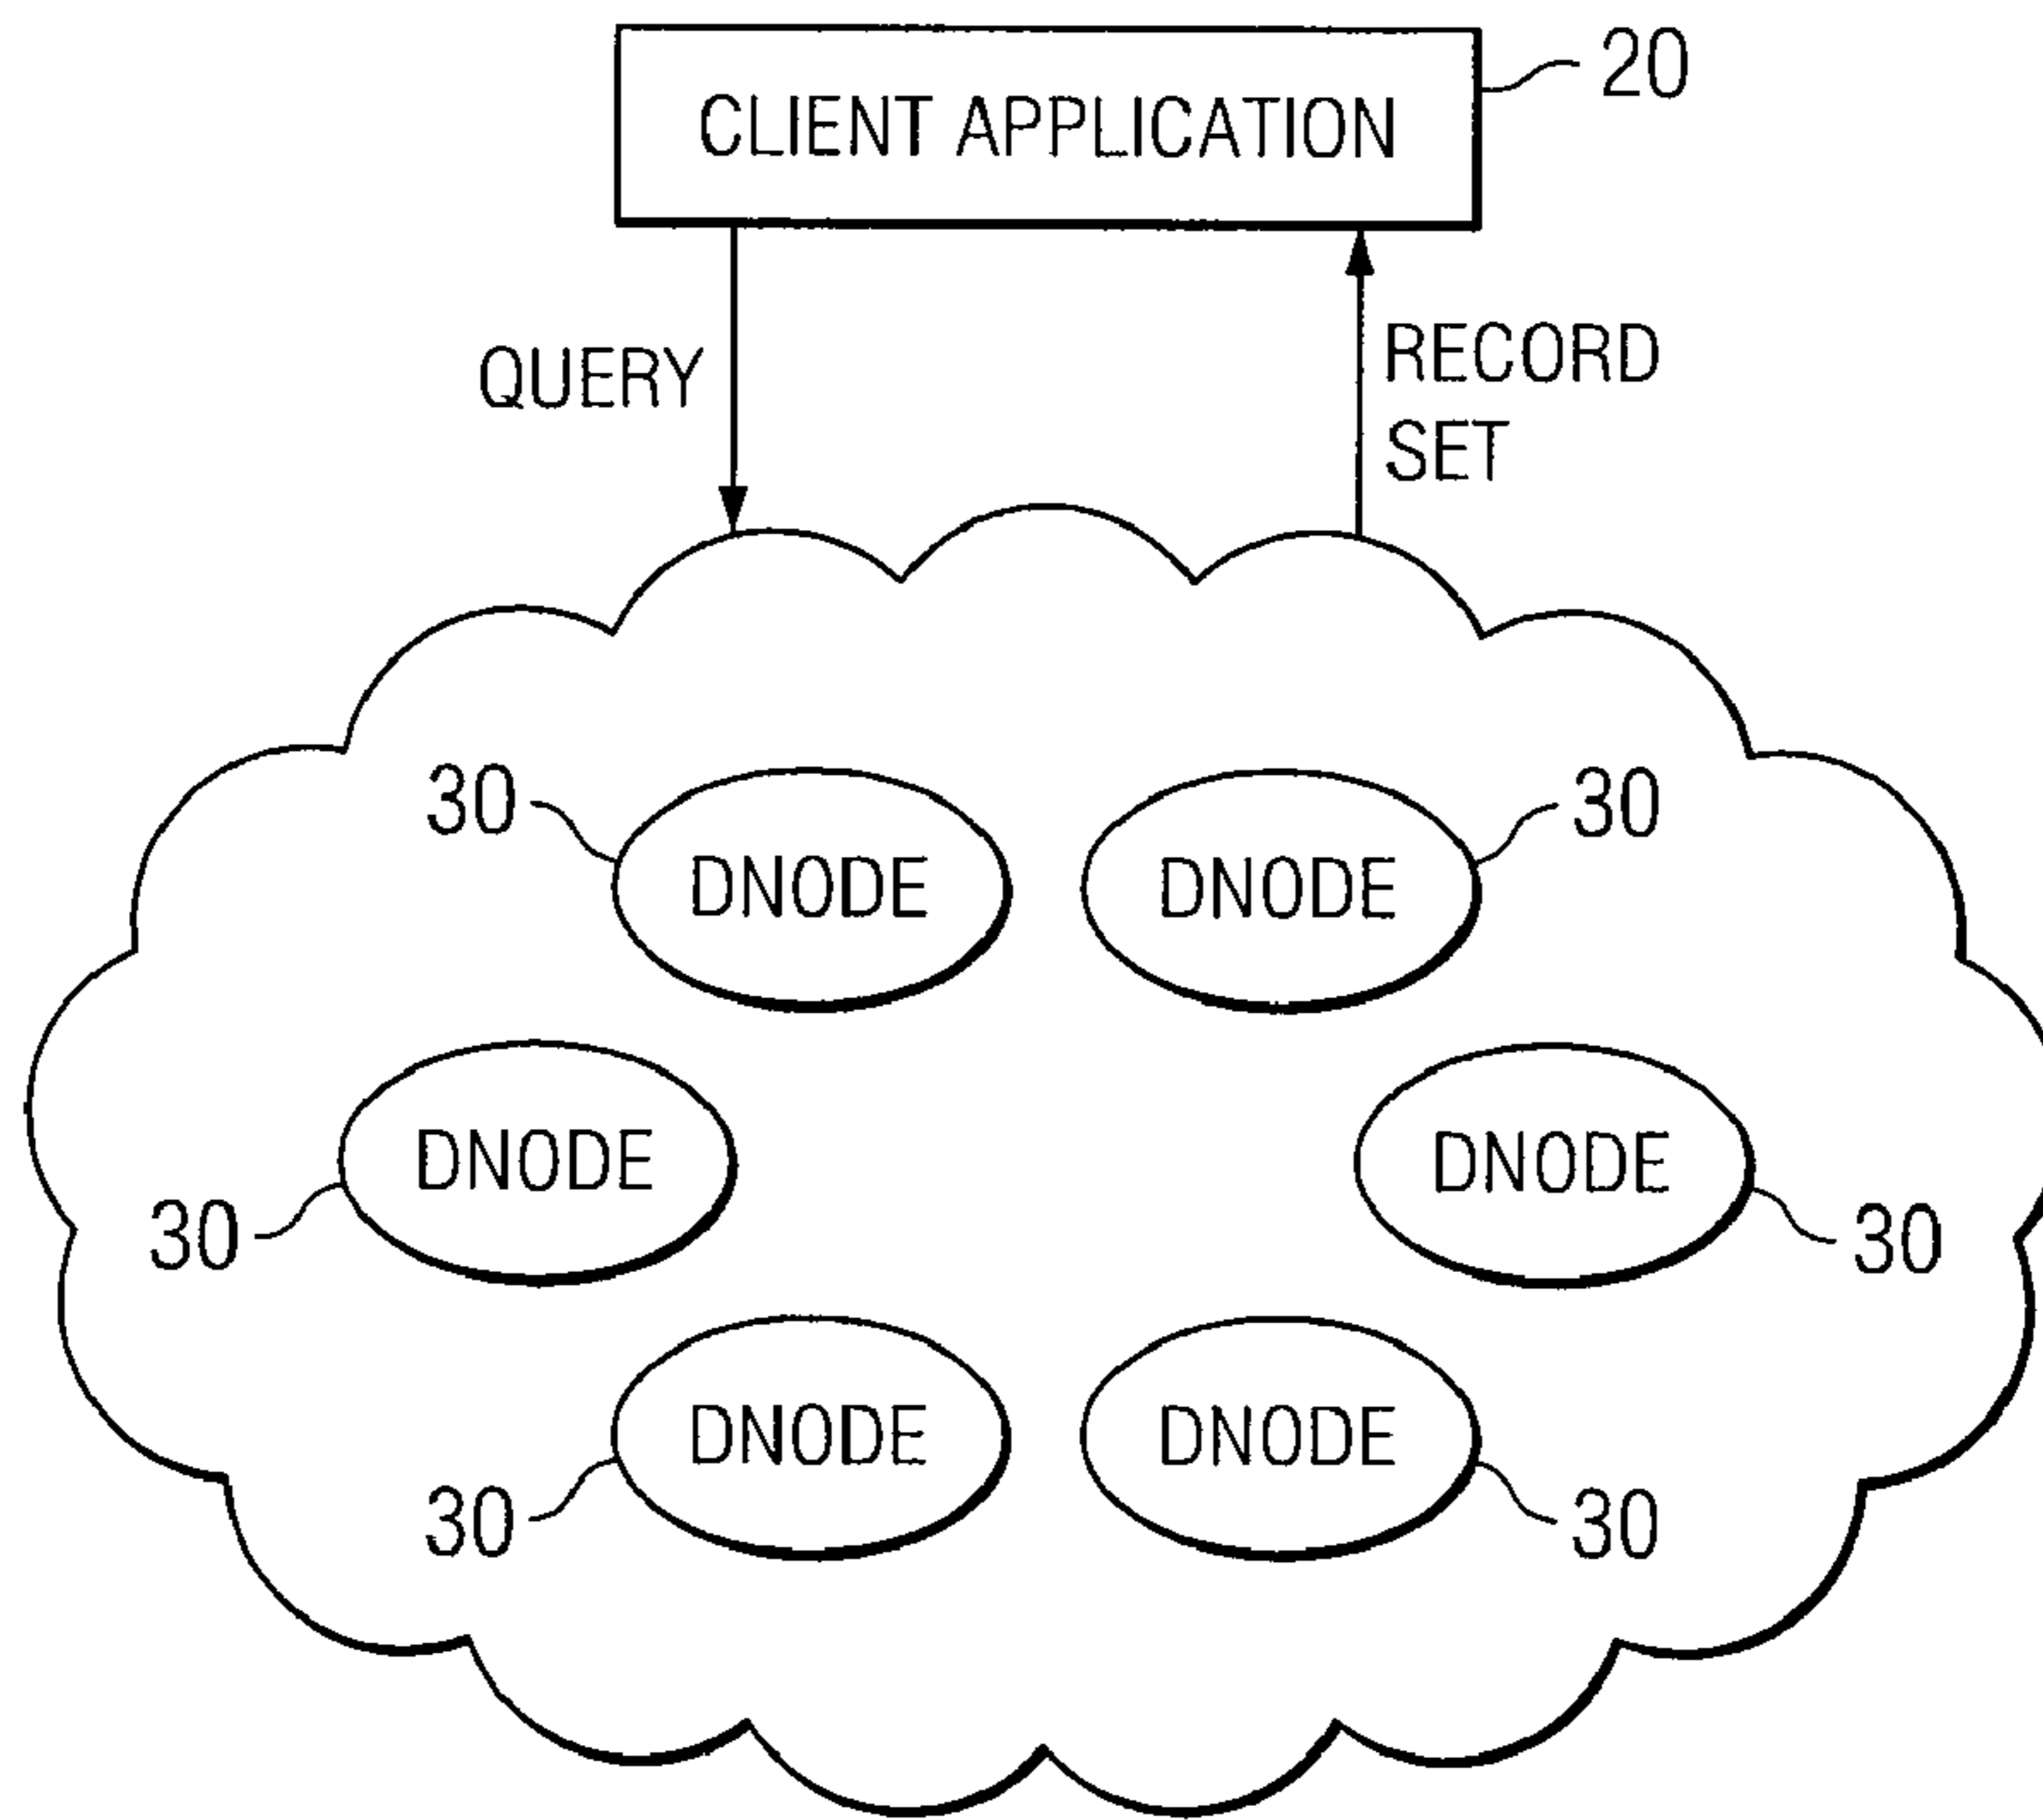 CLIENT APPLICATION
20
QUERY
RECORD
SET
30
30
DNODE
DNODE
DNODE
DNODE
30
30
DNODE
DNODE
30
30